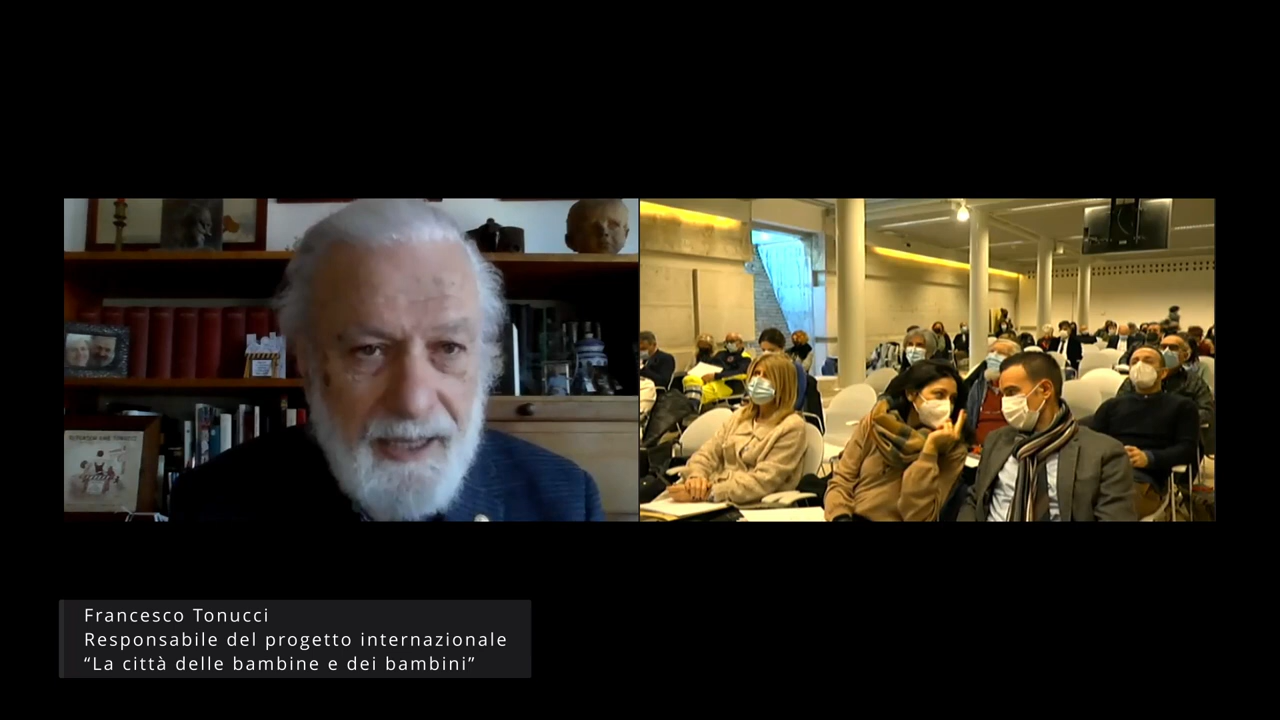 Francesco Tonucci
Responsabile del progetto internazionale
“La città delle bambine e dei bambini”